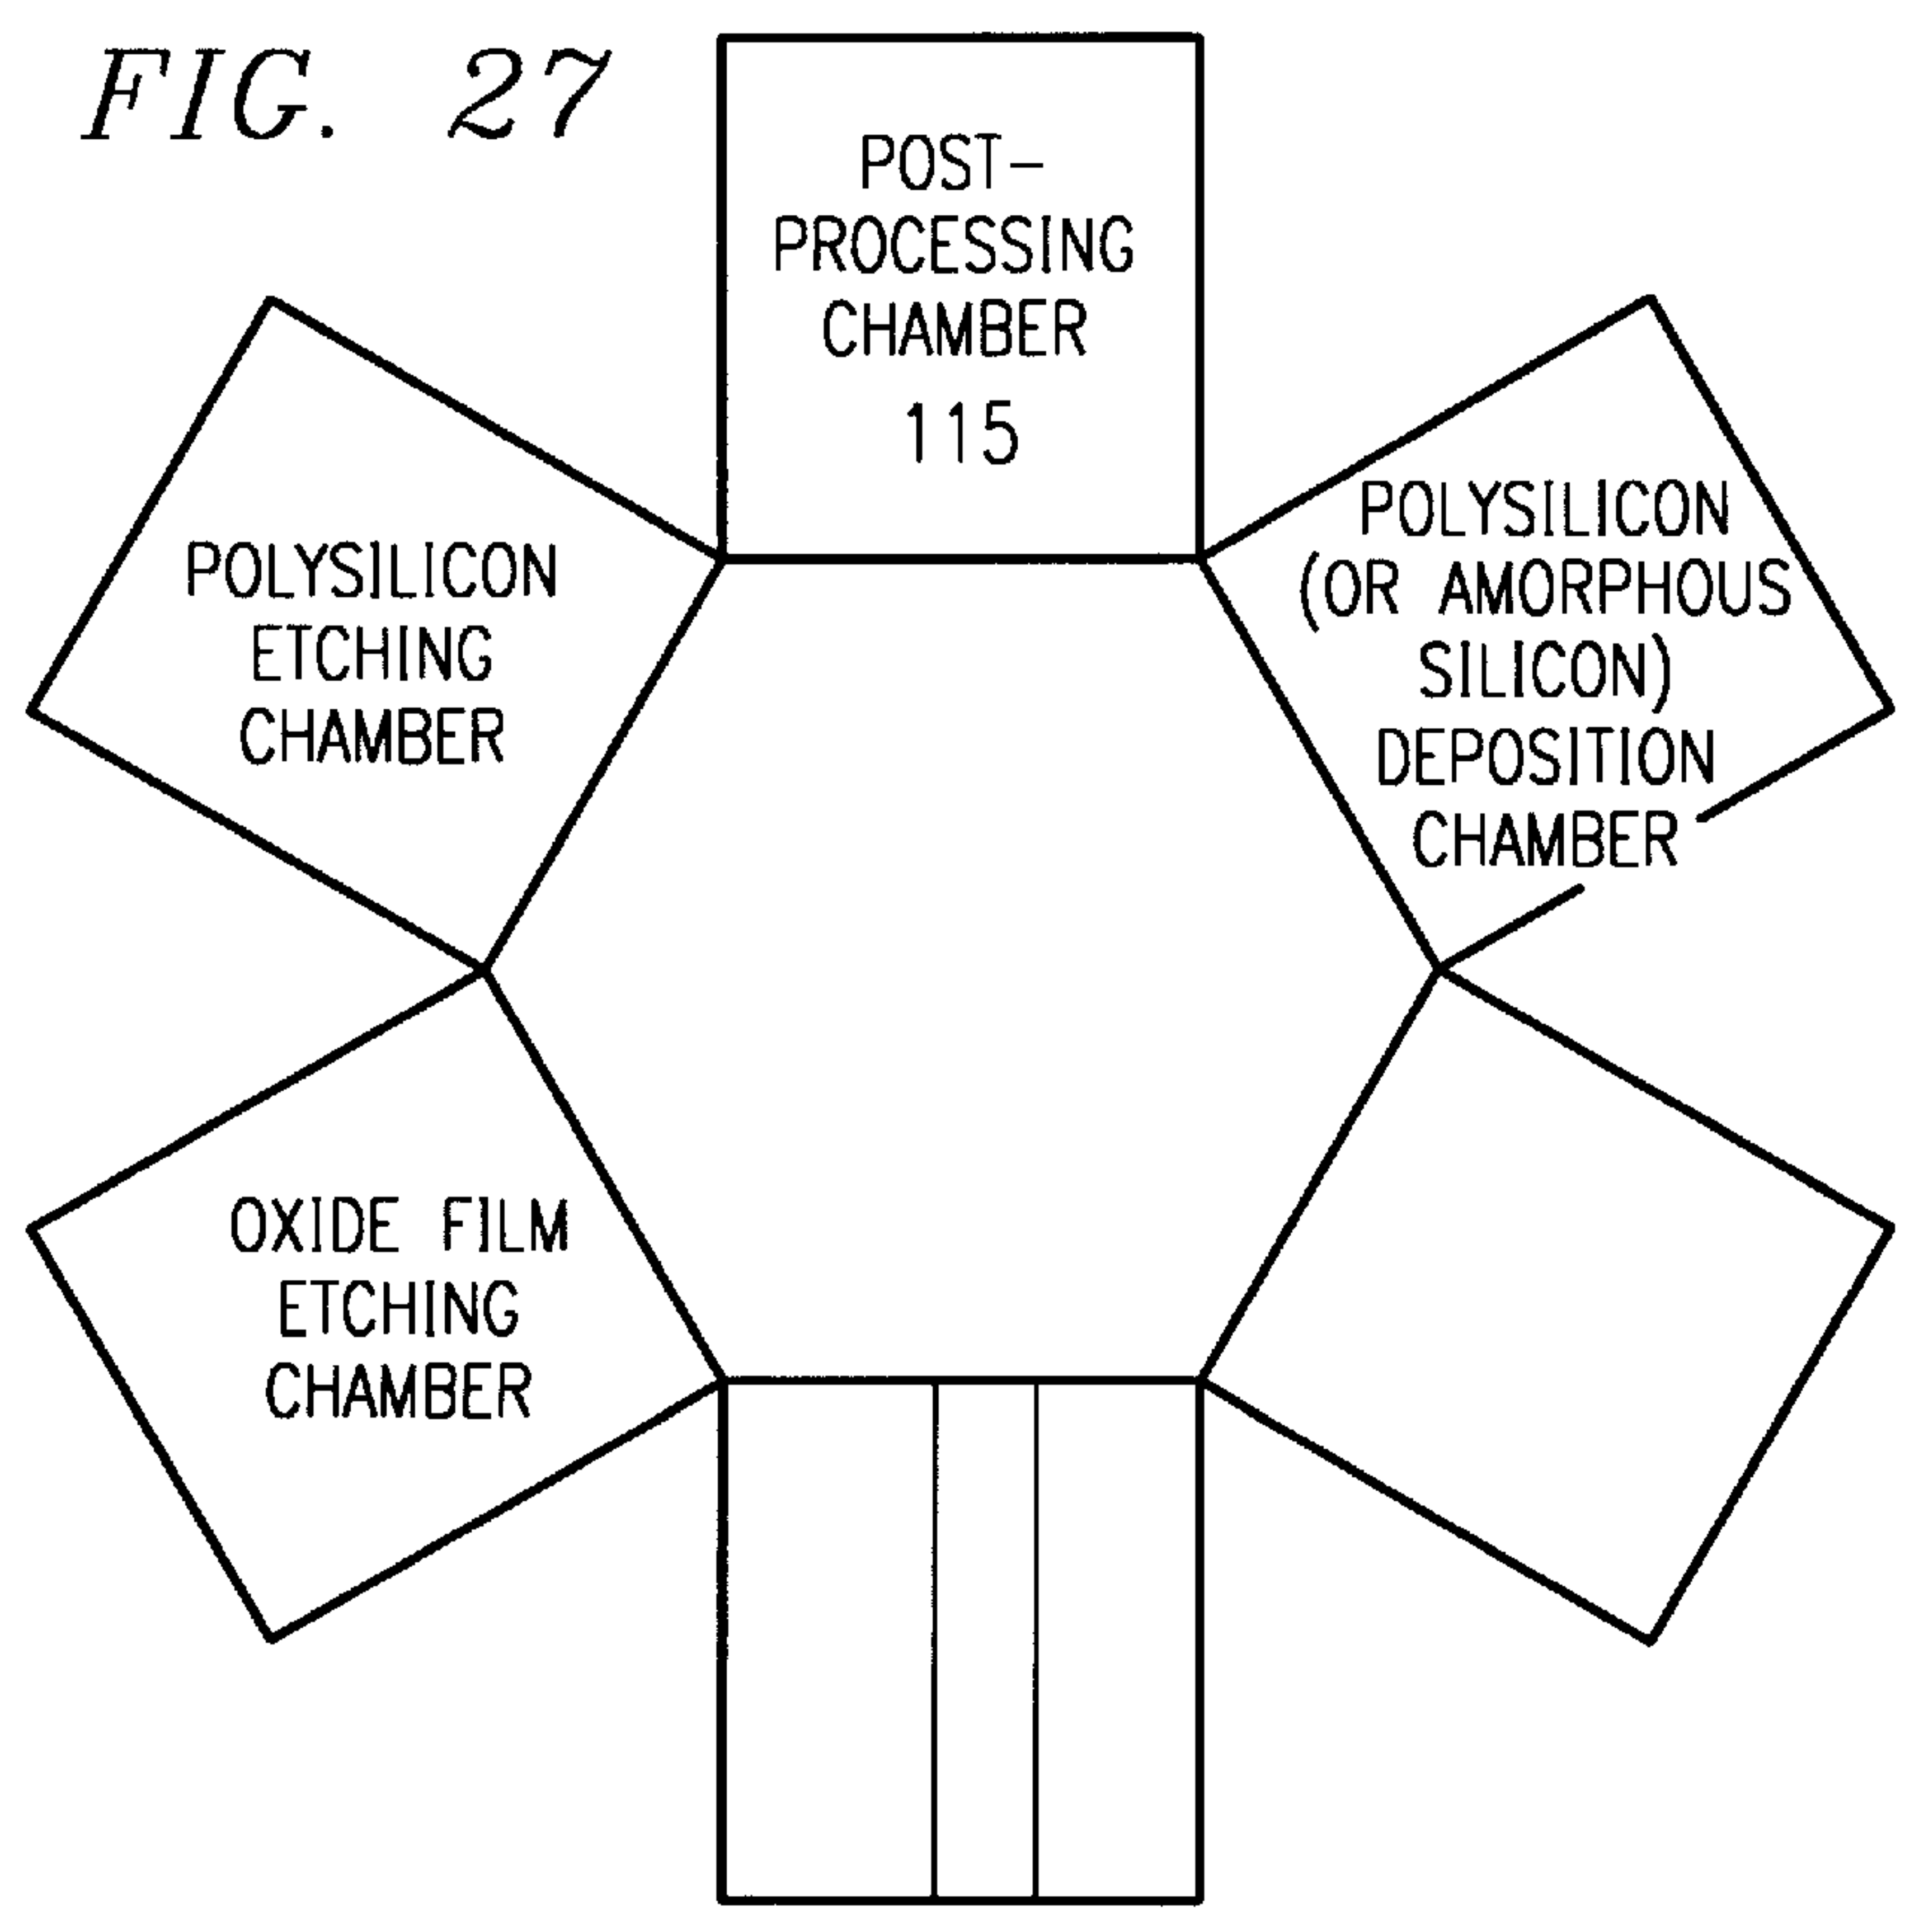 FIG. 27
POST-
PROCESSING
CHAMBER
115
POLYSILICON
ETCHING
CHAMBER
POLYSILICON
(OR AMORPHOUS
SILICON)
DEPOSITION
CHAMBER
OXIDE FILM
ETCHING
CHAMBER